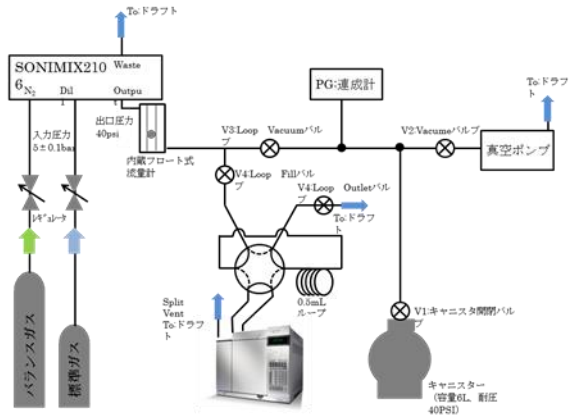 To:ドラフト
SONIMIX210
6
Waste
N2
Dil
1
Outpu
t
入力圧力
5±0.1bar
出口圧力
40psi
内蔵フロート式
流量計
V3:Loop
ブ
Vacuumバル
PG:連成計
V2:Vacumeバルブ
To:ドラフ
ト
真空ポンプ
V4:Loop
ブ
Fillバル
V4:Loop
ブ
Outletバル
To:ドラフ
ト
レギュレータ
0.5mL
ループ
Split
Vent
To:ドラフ
ト
バランスガス
標準ガス
V1:キャニスタ開閉バル
ブ
キャニスター
(容量6L、耐圧
40PSI)